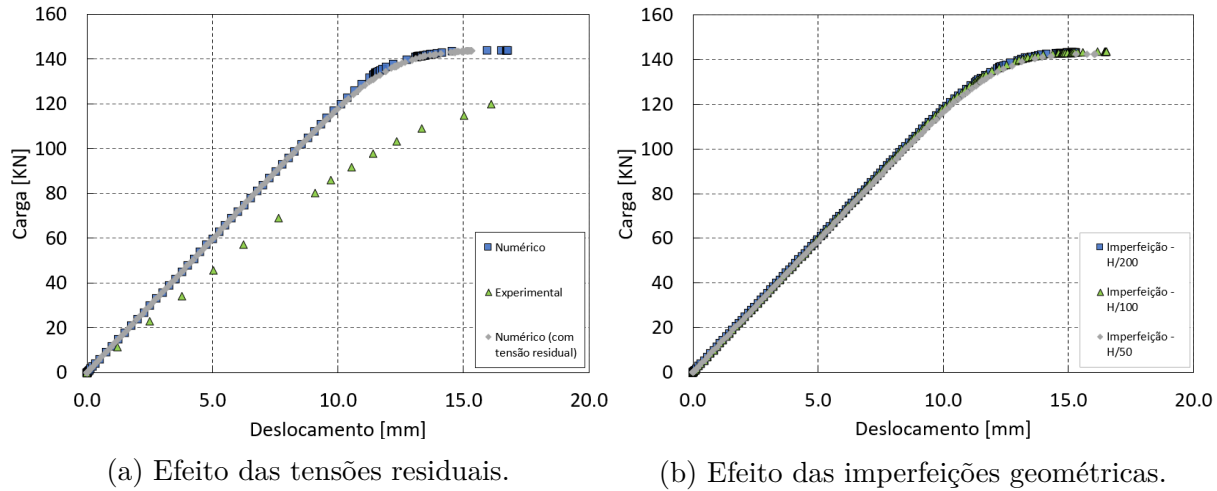 160
140
120
100
80
60
40
20
0
Carga [KN]
0.0 5.0 10.0 15.0 20.0
Deslocamento [mm]
Numérico
Experimental
Numérico (com
tensão residual)
(a) Efeito das tensões residuais.
160
140
120
100
80
60
40
20
0
Carga [KN]
0.0 5.0 10.0 15.0 20.0
Deslocamento [mm]
Imperfeição -
H/200
Imperfeição -
H/100
Imperfeição -
H/50
(b) Efeito das imperfeições geométricas.